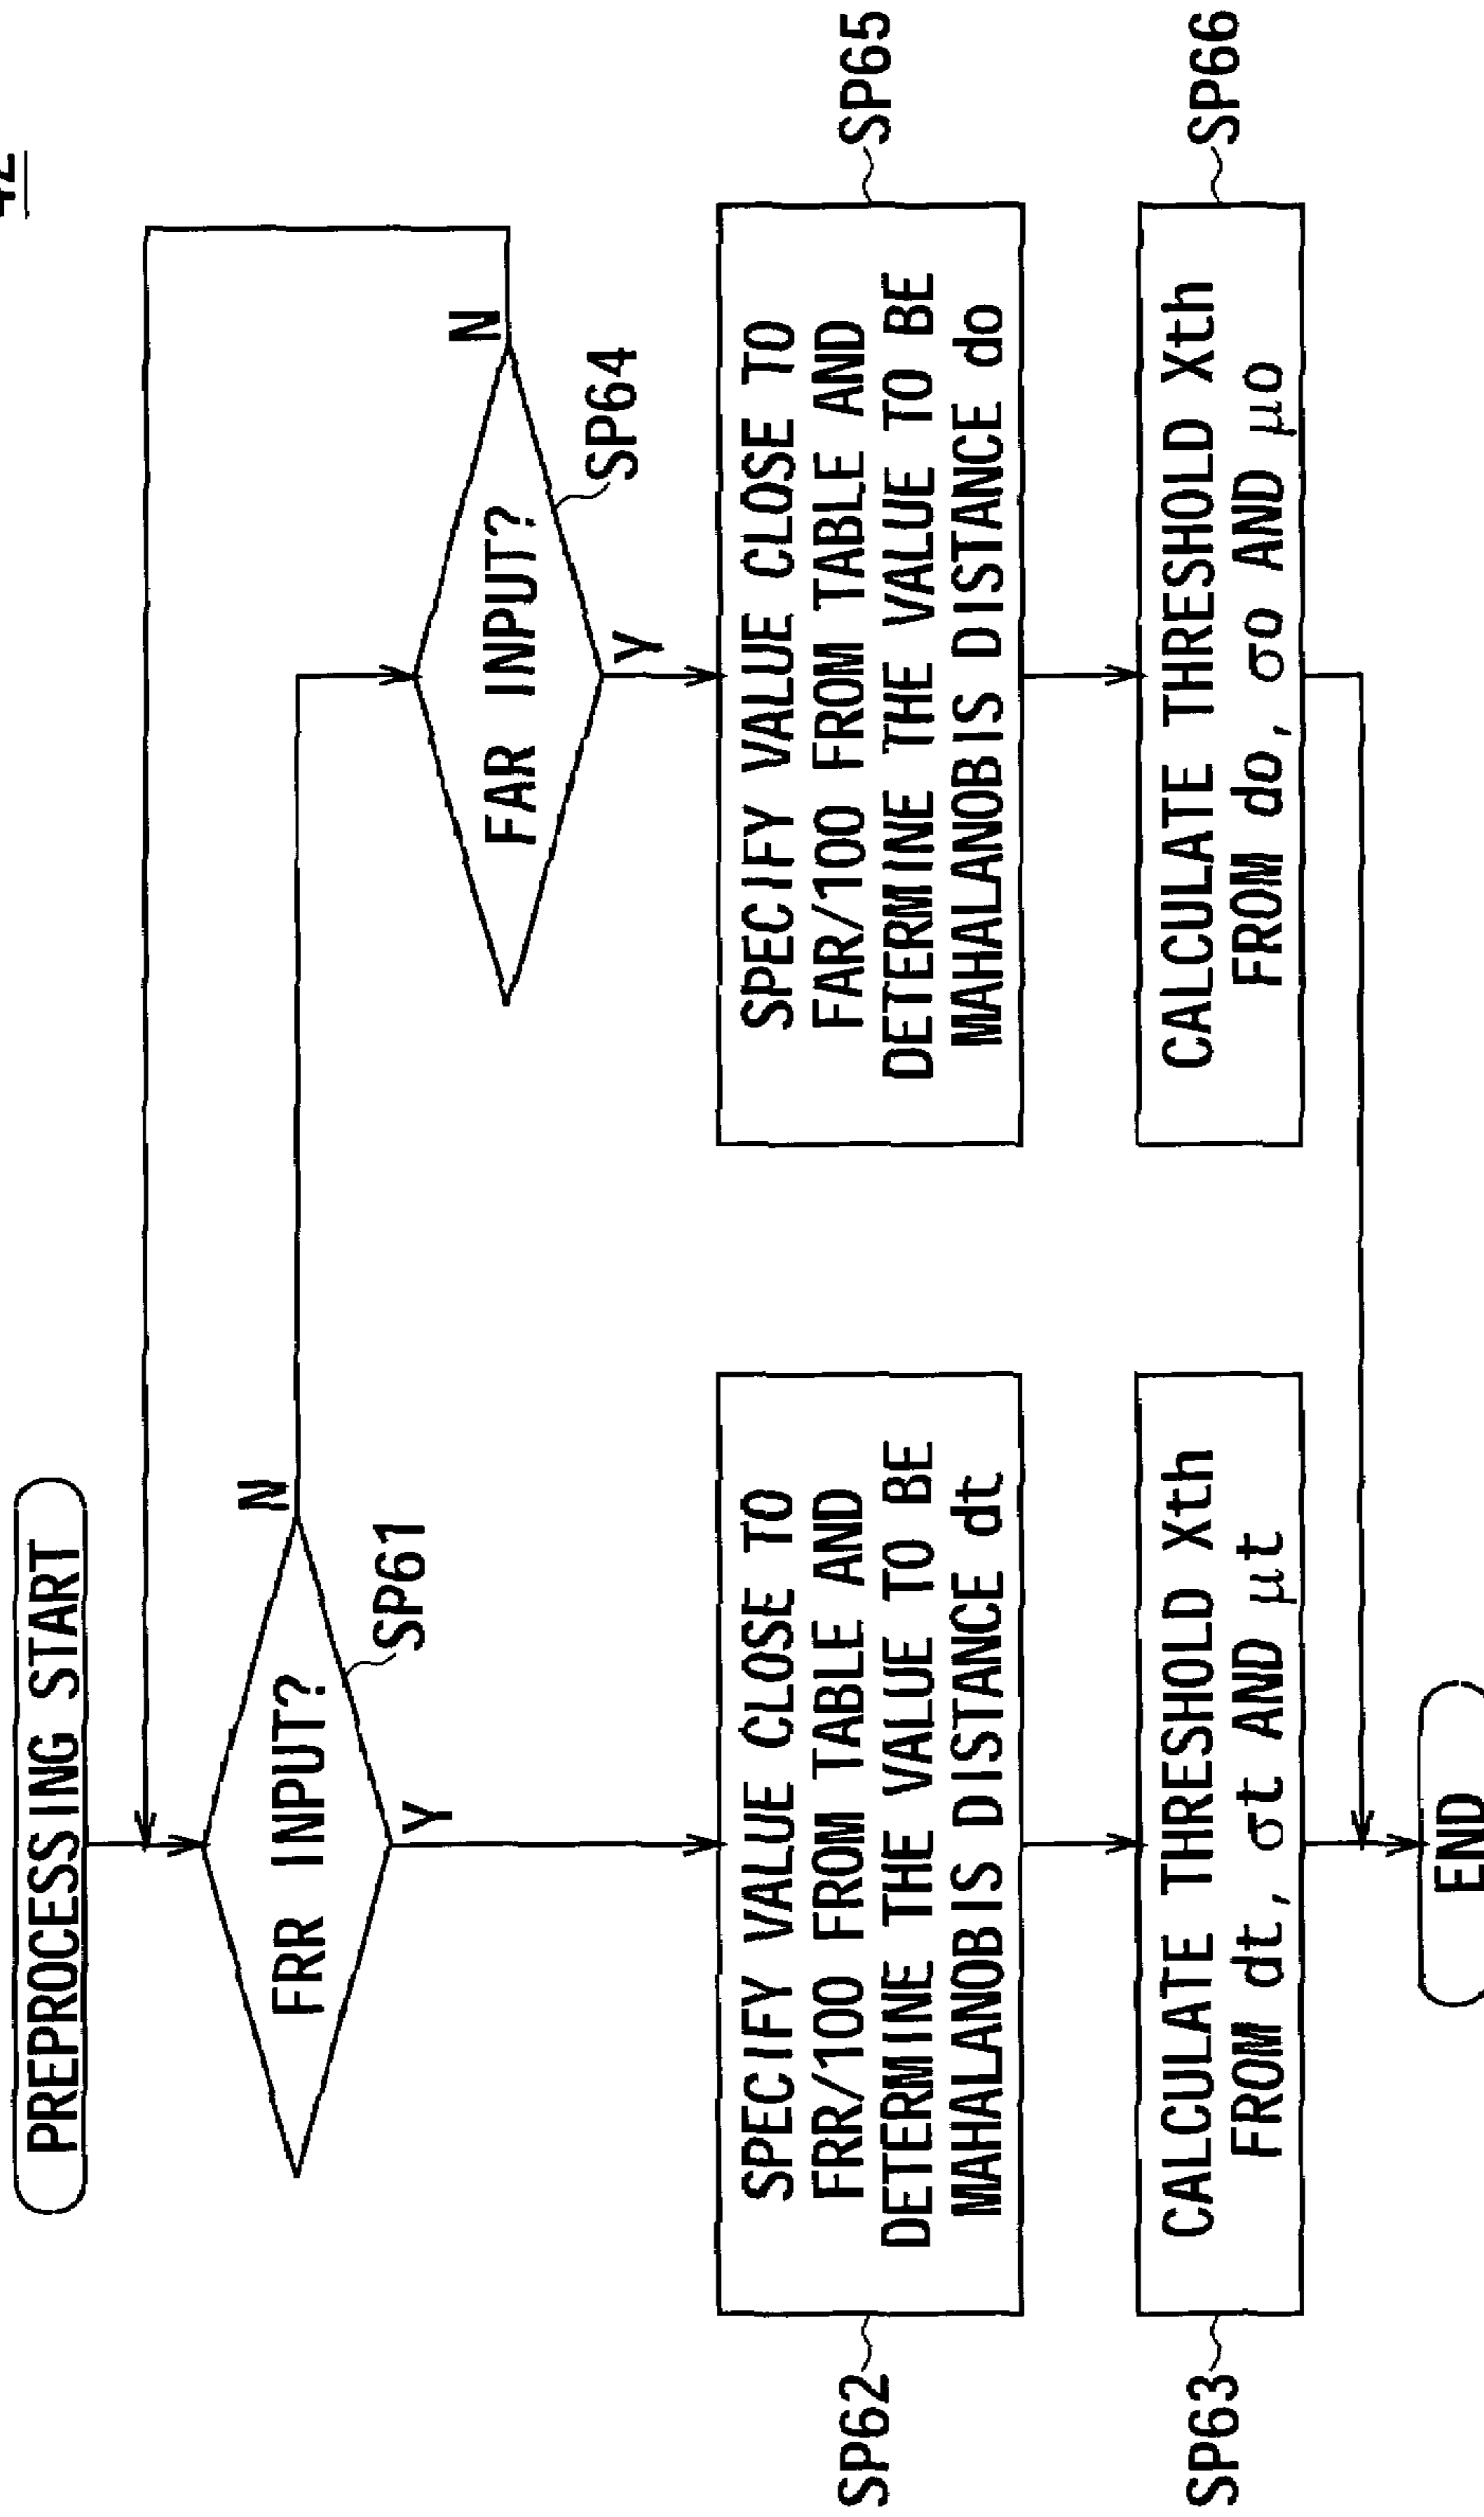 PREPROCESSING START
FRR INPUT?
N
Y
SP61
FAR INPUT?
N
Y
SP64
SPECIFY VALUE CLOSE TO
FRR/100 FROM TABLE AND
DETERMINE THE VALUE TO BE
MAHALANOBIS DISTANCE dt
SP62
SPECIFY VALUE CLOSE TO
FAR/100 FROM TABLE AND
DETERMINE THE VALUE TO BE
MAHALANOBIS DISTANCE do
SP65
CALCULATE THRESHOLD Xth
FROM dt, σt AND μt
SP63
CALCULATE THRESHOLD Xth
FROM do, σo AND μo
SP66
END